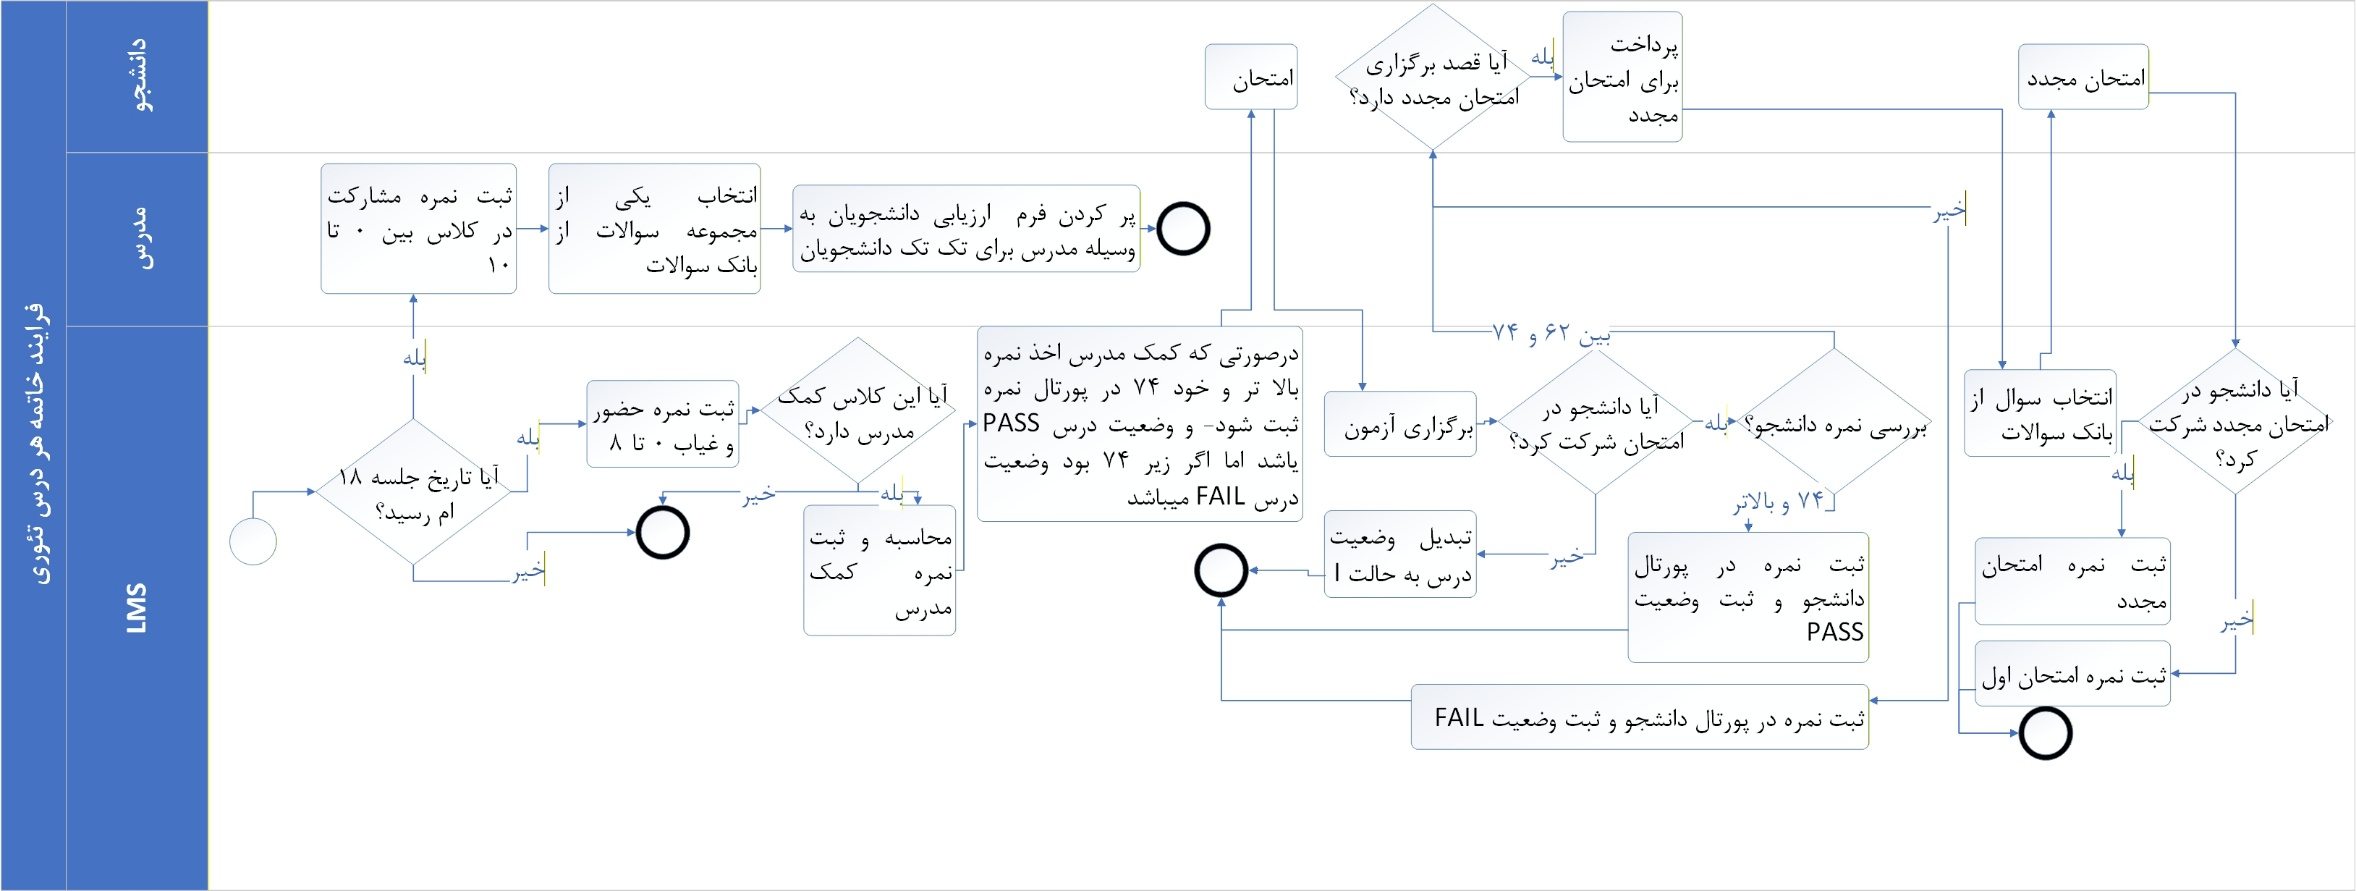 فرایند خاتمه هر درس تئوری
دانشجو
مدرس
LMS
امتحان
آیا قصد برگزاری
امتحان مجدد دارد؟
بله
پرداخت
برای امتحان
مجدد
امتحان مجدد
ثبت نمره مشارکت
در کلاس بین ۰ تا
۱۰
انتخاب یکی از
مجموعه سوالات از
بانک سوالات
پر کردن فرم ارزیابی دانشجویان به
وسیله مدرس برای تک تک دانشجویان
خیر
بله
آیا تاریخ جلسه ۱۸
ام رسید؟
بله
خیر
ثبت نمره حضور
و غیاب ۰ تا ۸
آیا این کلاس کمک
مدرس دارد؟
خیر
بله
محاسبه و ثبت
نمره کمک
مدرس
درصورتی که کمک مدرس اخذ نمره
بالا تر و خود ۷۴ در پورتال نمره
ثبت شود- و وضعیت درس PASS
یاشد اما اگر زیر ۷۴ بود وضعیت
درس FAIL میباشد
برگزاری آزمون
آیا دانشجو در
امتحان شرکت کرد؟
بله
خیر
تبدیل وضعیت
درس به حالت I
بررسی نمره دانشجو؟
بین ۶۲ و ۷۴
۷۴ و بالاتر
ثبت نمره در پورتال
دانشجو و ثبت وضعیت
PASS
ثبت نمره در پورتال دانشجو و ثبت وضعیت FAIL
انتخاب سوال از
بانک سوالات
آیا دانشجو در
امتحان مجدد شرکت
کرد؟
بله
خیر
ثبت نمره امتحان
مجدد
ثبت نمره امتحان اول